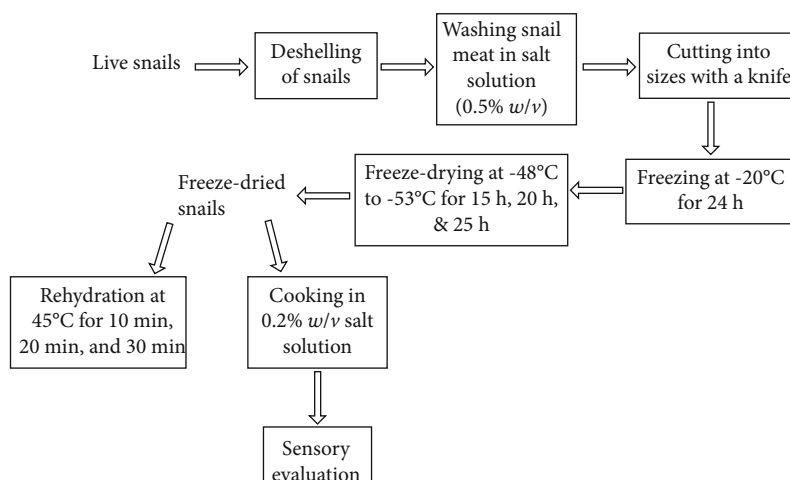 Live snails
Deshelling
of snails
Washing snail
meat in salt
solution
(0.5% w/v)
Cutting into
sizes with a knife
Freezing at -20°C
for 24 h
Freeze-drying at -48°C
to -53°C for 15 h, 20 h,
& 25 h
Freeze-dried
snails
Rehydration at
45°C for 10 min,
20 min, and 30 min
Cooking in
0.2% w/v salt
solution
Sensory
evaluation